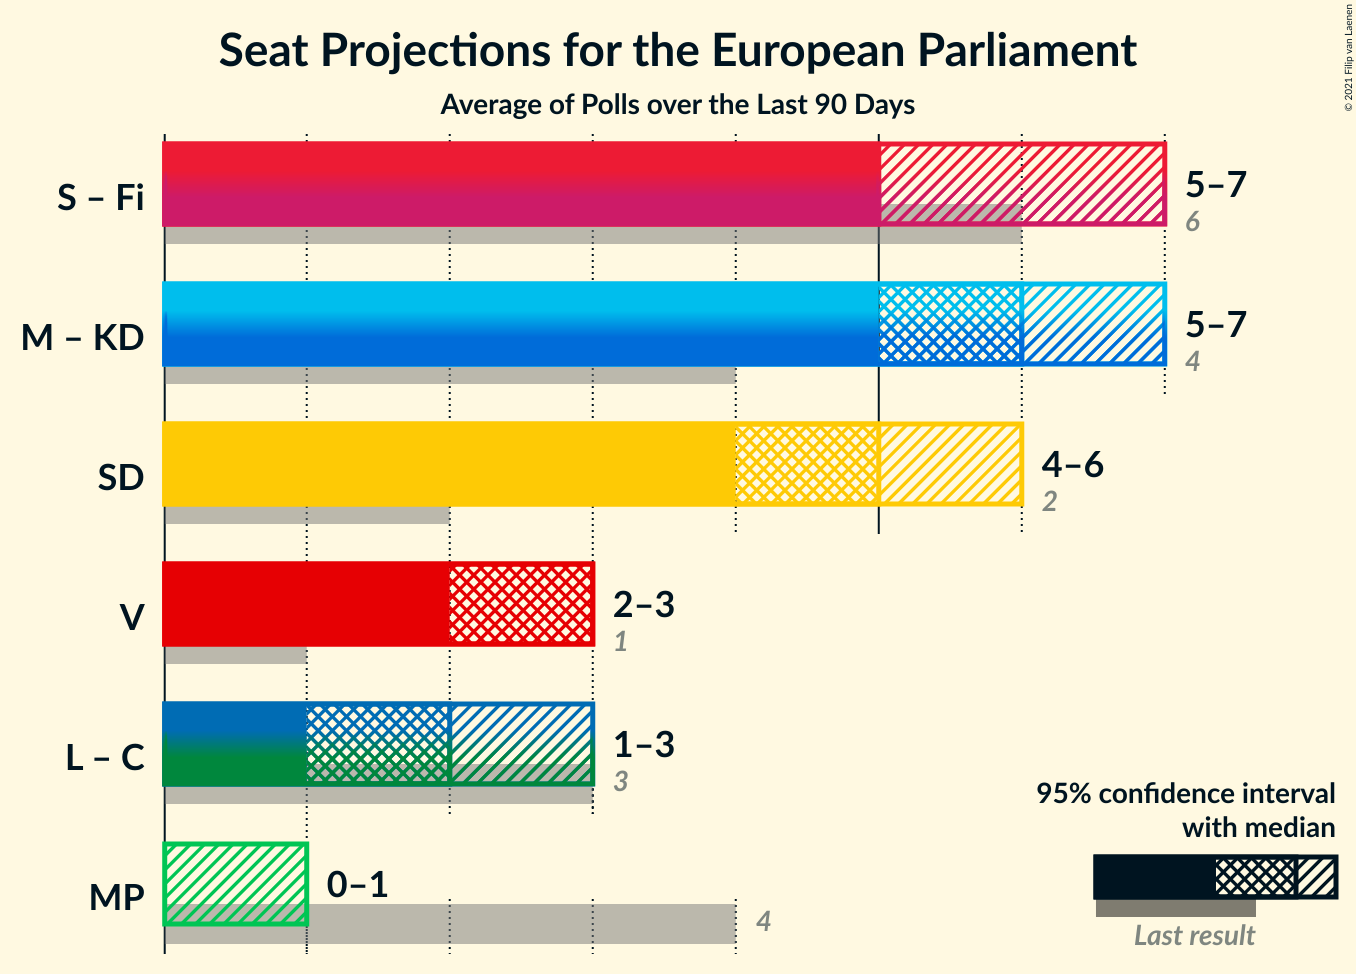 Seat Projections for the European Parliament
Average of Polls over the Last 90 Days
© 2021 Filip van Laenen
S – Fi
5–7
6
M – KD
5–7
4
SD
4–6
2
V
2–3
1
L – C
1–3
3
MP
0–1
4
95% confidence interval
with median
Last result